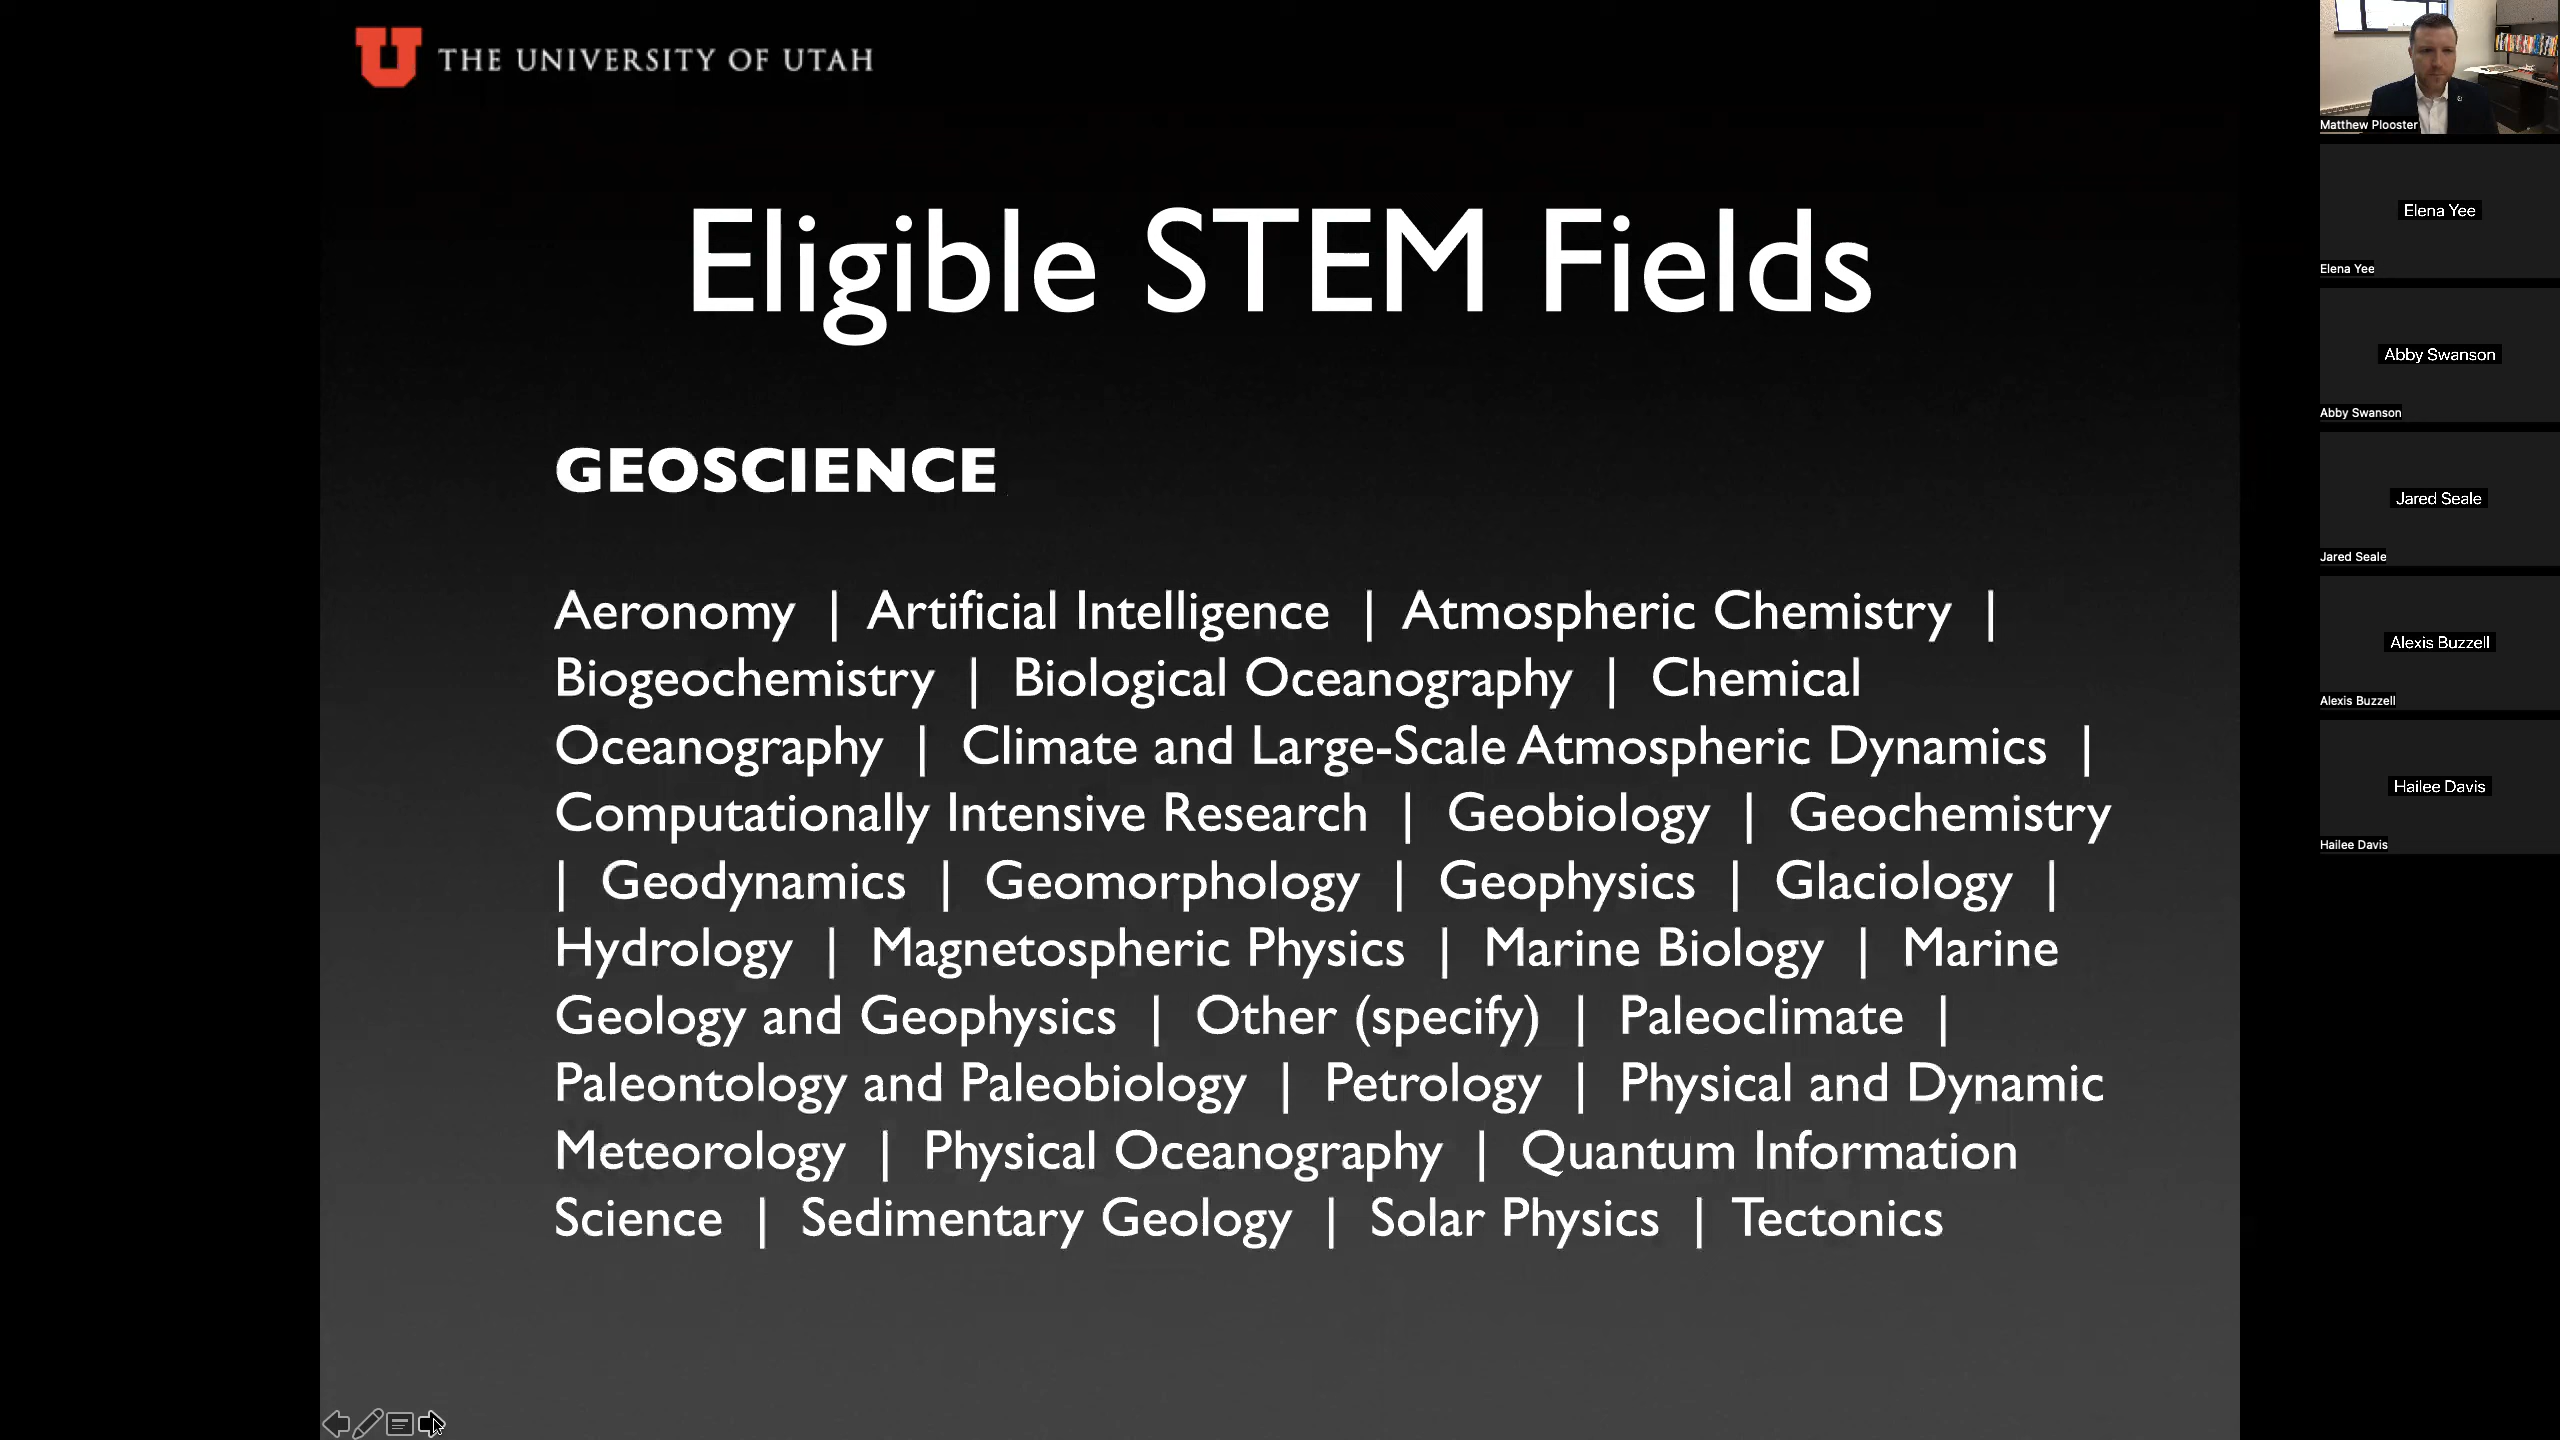 U THE UNIVERSITY OF UTAH
Eligible STEM Fields
GEOSCIENCE
Aeronomy | Artificial Intelligence | Atmospheric Chemistry |
Biogeochemistry | Biological Oceanography | Chemical
Oceanography | Climate and Large-Scale Atmospheric Dynamics |
Computationally Intensive Research | Geobiology | Geochemistry
| Geodynamics | Geomorphology | Geophysics | Glaciology |
Hydrology | Magnetospheric Physics | Marine Biology | Marine
Geology and Geophysics | Other (specify) | Paleoclimate |
Paleontology and Paleobiology | Petrology | Physical and Dynamic
Meteorology | Physical Oceanography | Quantum Information
Science | Sedimentary Geology | Solar Physics | Tectonics
Matthew Plooster
Elena Yee
Elena Yee
Abby Swanson
Abby Swanson
Jared Seale
Jared Seale
Alexis Buzzell
Alexis Buzzell
Hailee Davis
Hailee Davis